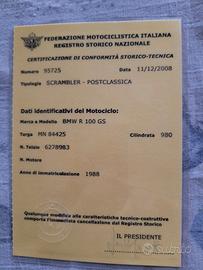 FEDERAZIONE MOTOCICLISTICA ITALIANA
REGISTRO STORICO NAZIONALE
CERTIFICAZIONE DI CONFORMITÀ STORICO-TECNICA
Numero 95725 Data 11/12/2008
Tipologia SCRAMBLER - POSTCLASSICA
Dati identificativi del Motociclo:
Marca e Modello BMW R 100 GS
Targa MN 84425 Cilindrata 980
N. Telaio 6278983
N. Motore
Anno di immatricolazione 1988
Qualunque modifica alle caratteristiche tecnico-costruttive
comporta l'immediata cancellazione dal Registro Storico
IL PRESIDENTE
subito.it